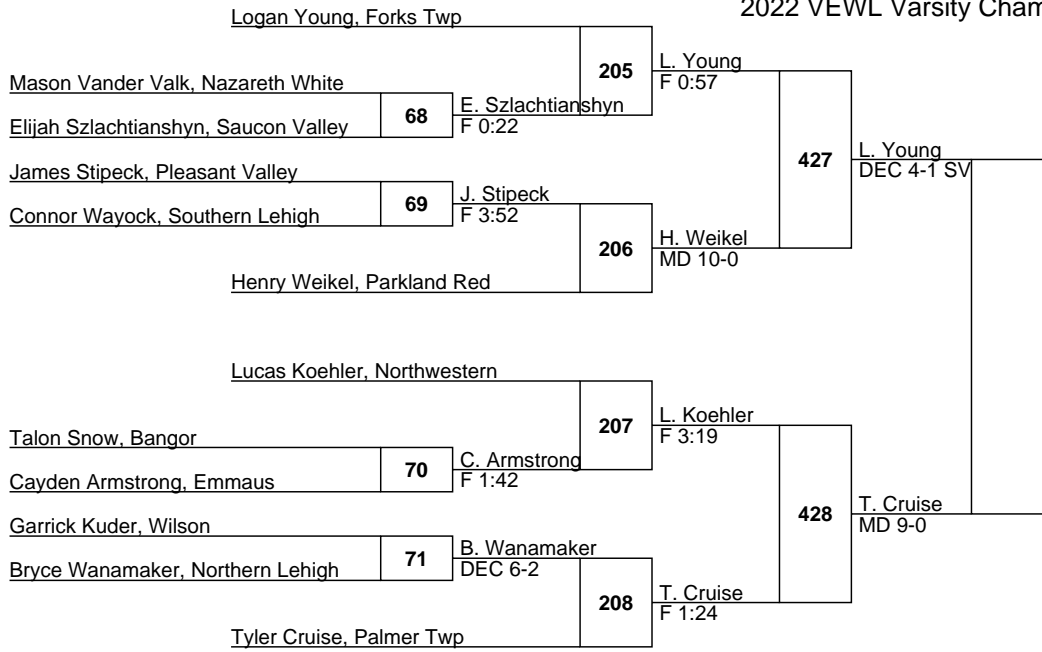 2022 VEWL Varsity Cham
Logan Young, Forks Twp
205
L. Young
F 0:57
Mason Vander Valk, Nazareth White
68
E. Szlachtianshyn
F 0:22
Elijah Szlachtianshyn, Saucon Valley
427
L. Young
DEC 4-1 SV
James Stipeck, Pleasant Valley
69
J. Stipeck
F 3:52
Connor Wayock, Southern Lehigh
206
H. Weikel
MD 10-0
Henry Weikel, Parkland Red
Lucas Koehler, Northwestern
207
L. Koehler
F 3:19
Talon Snow, Bangor
70
C. Armstrong
F 1:42
Cayden Armstrong, Emmaus
428
T. Cruise
MD 9-0
Garrick Kuder, Wilson
71
B. Wanamaker
DEC 6-2
Bryce Wanamaker, Northern Lehigh
208
T. Cruise
F 1:24
Tyler Cruise, Palmer Twp